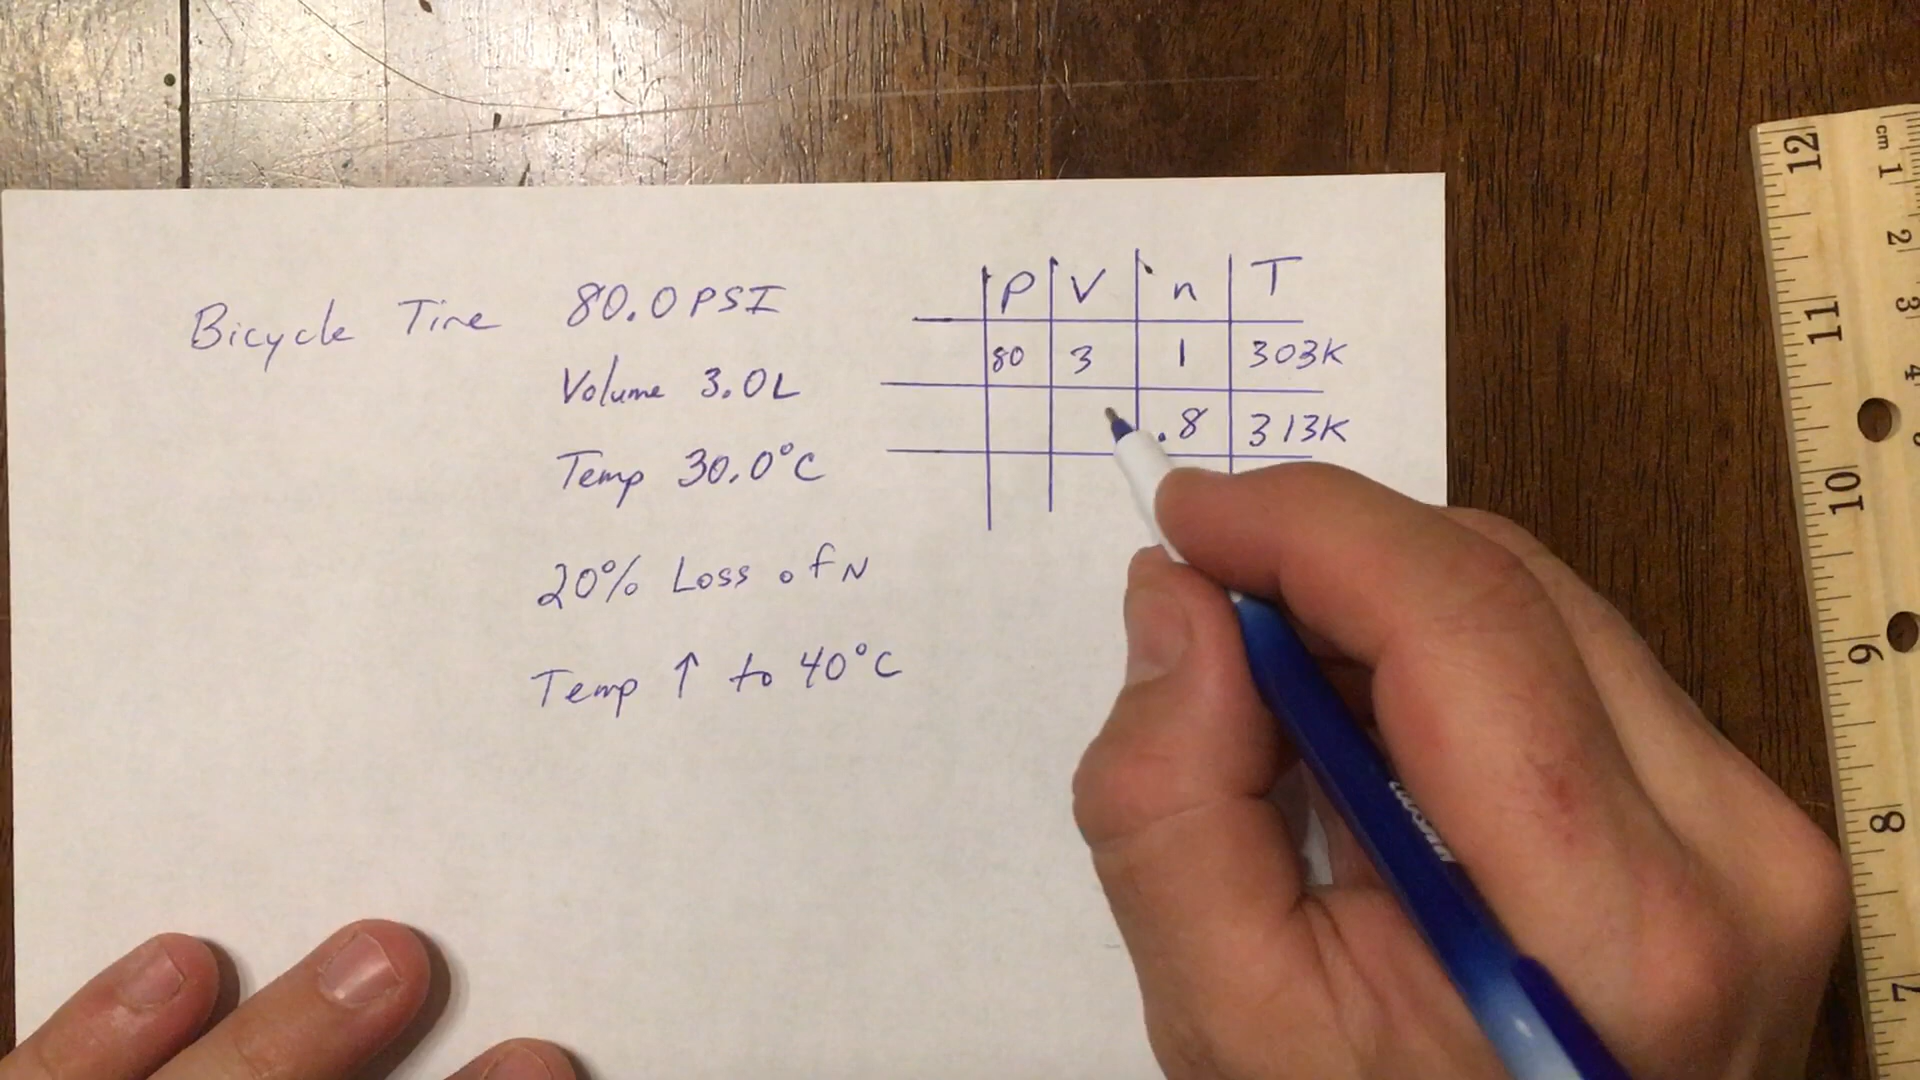 Bicycle Tire 80.0 PSI
Volume 3.0L
Temp 30.0°C
20% Loss of N
Temp ↑ to 40°C
P V n T
80 3 1 303K
.8 313K
12
11
10
9
8
7
cm 1
2
3
4